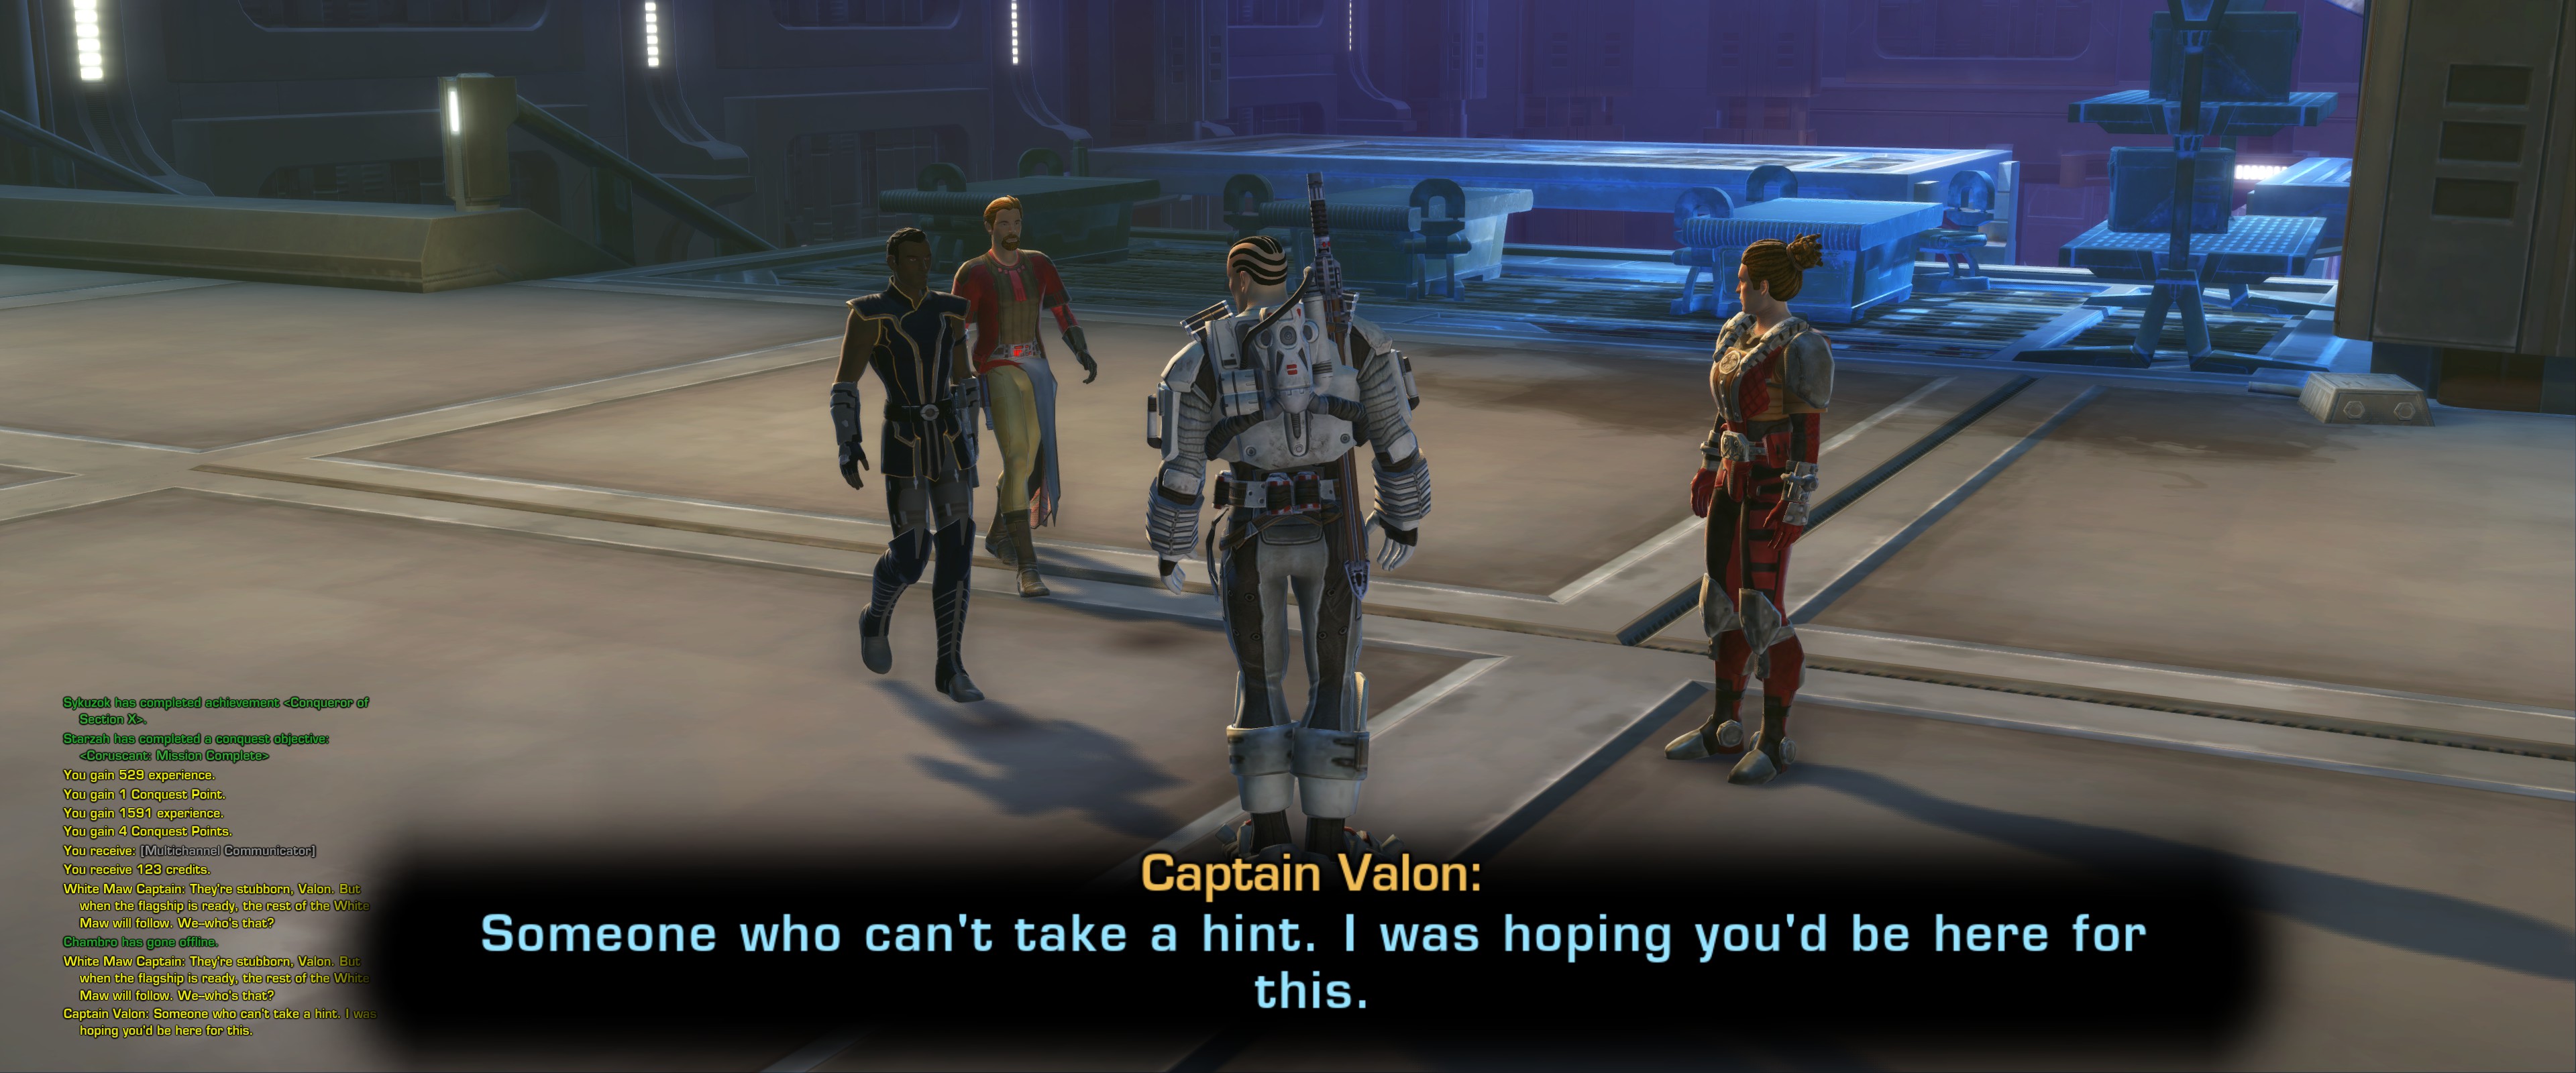 Sykuzok has completed achievement <Conqueror of
Section X>.
Starzah has completed a conquest objective:
<Coruscant: Mission Complete>
You gain 529 experience.
You gain 1 Conquest Point.
You gain 1591 experience.
You gain 4 Conquest Points.
You receive: [Multichannel Communicator]
You receive 123 credits.
White Maw Captain: They're stubborn, Valon. But
when the flagship is ready, the rest of the White
Maw will follow. We–who's that?
Chambro has gone offline.
White Maw Captain: They're stubborn, Valon. But
when the flagship is ready, the rest of the White
Maw will follow. We–who's that?
Captain Valon: Someone who can't take a hint. I was
hoping you'd be here for this.
Captain Valon:
Someone who can't take a hint. I was hoping you'd be here for
this.